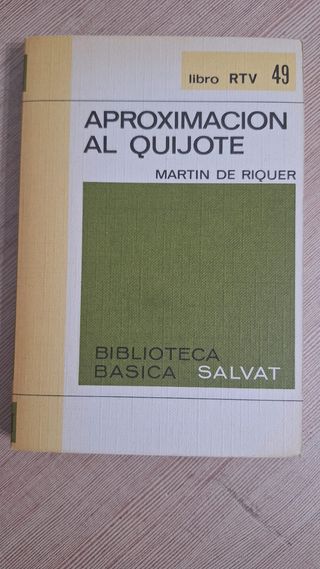 libro RTV 49
APROXIMACION
AL QUIJOTE
MARTIN DE RIQUER
BIBLIOTECA
BASICA SALVAT